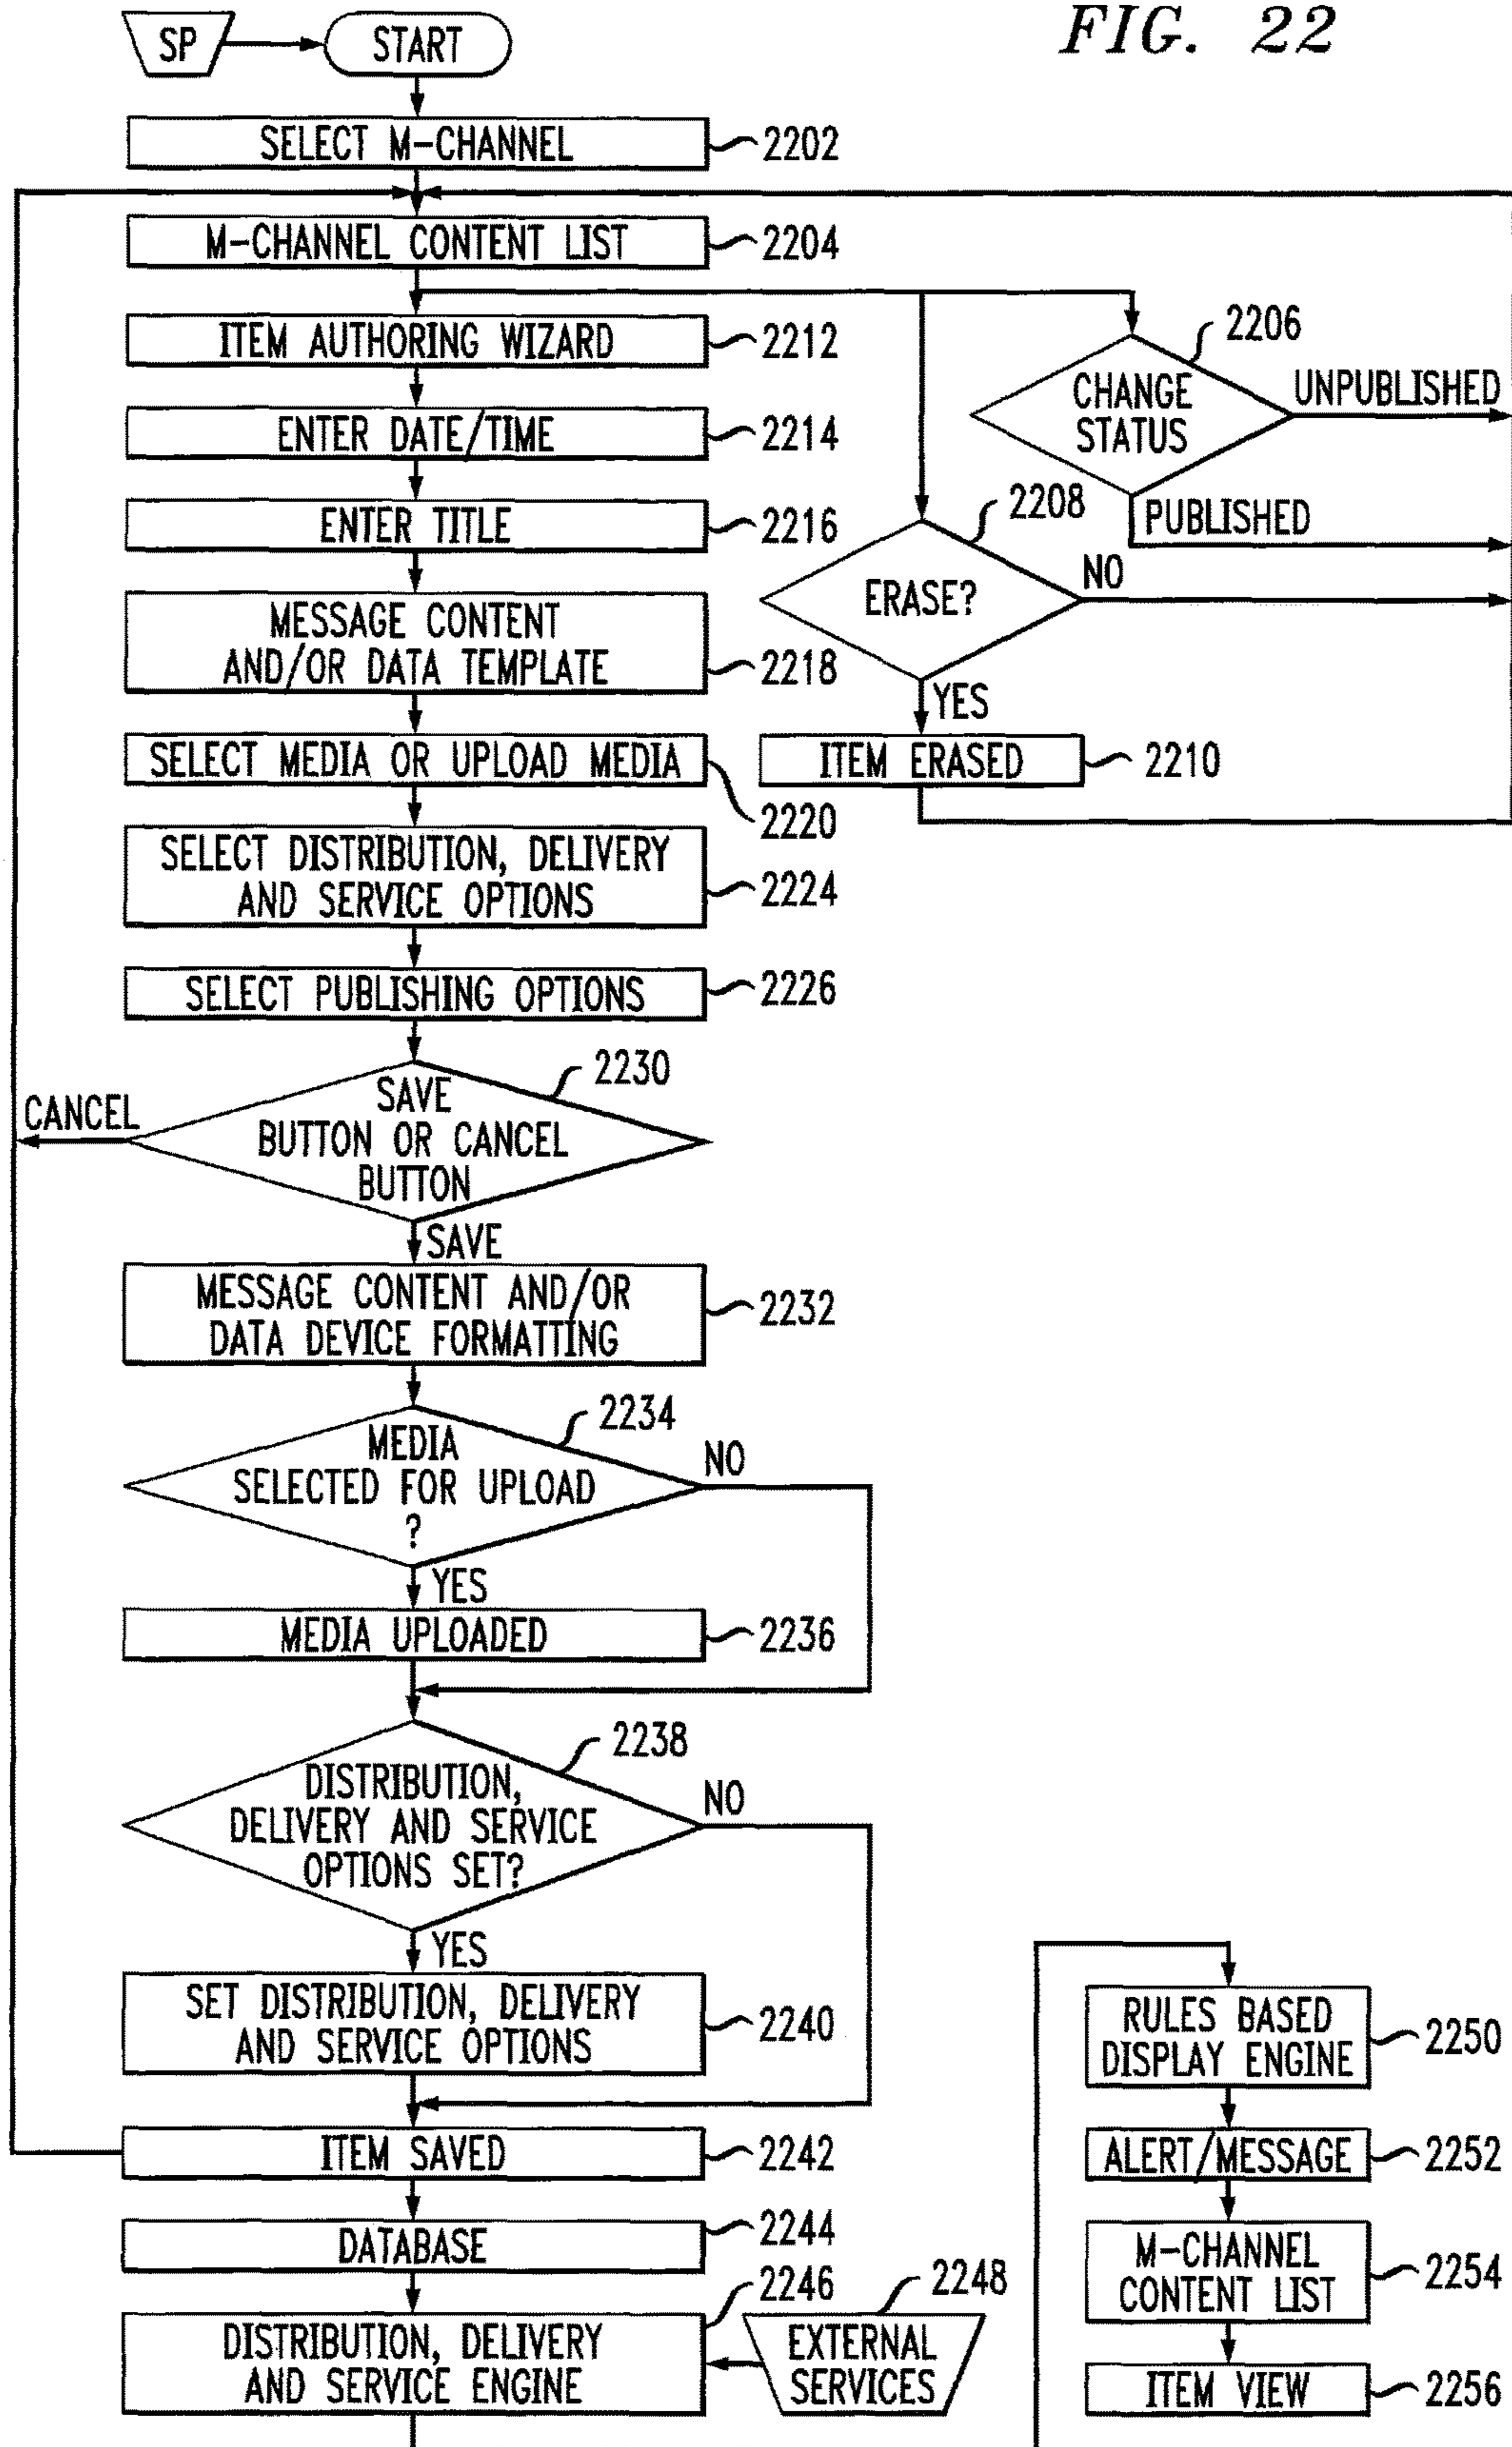 FIG. 22
SP
START
SELECT M-CHANNEL
2202
M-CHANNEL CONTENT LIST
2204
ITEM AUTHORING WIZARD
2212
2206
CHANGE
STATUS
UNPUBLISHED
PUBLISHED
ENTER DATE/TIME
2214
ENTER TITLE
2216
2208
ERASE?
NO
YES
MESSAGE CONTENT
AND/OR DATA TEMPLATE
2218
SELECT MEDIA OR UPLOAD MEDIA
2220
ITEM ERASED
2210
SELECT DISTRIBUTION, DELIVERY
AND SERVICE OPTIONS
2224
SELECT PUBLISHING OPTIONS
2226
2230
SAVE
BUTTON OR CANCEL
BUTTON
CANCEL
SAVE
MESSAGE CONTENT AND/OR
DATA DEVICE FORMATTING
2232
2234
MEDIA
SELECTED FOR UPLOAD
?
NO
YES
MEDIA UPLOADED
2236
2238
DISTRIBUTION,
DELIVERY AND SERVICE
OPTIONS SET?
NO
YES
SET DISTRIBUTION, DELIVERY
AND SERVICE OPTIONS
2240
ITEM SAVED
2242
DATABASE
2244
2246
DISTRIBUTION, DELIVERY
AND SERVICE ENGINE
2248
EXTERNAL
SERVICES
RULES BASED
DISPLAY ENGINE
2250
ALERT/MESSAGE
2252
M-CHANNEL
CONTENT LIST
2254
ITEM VIEW
2256